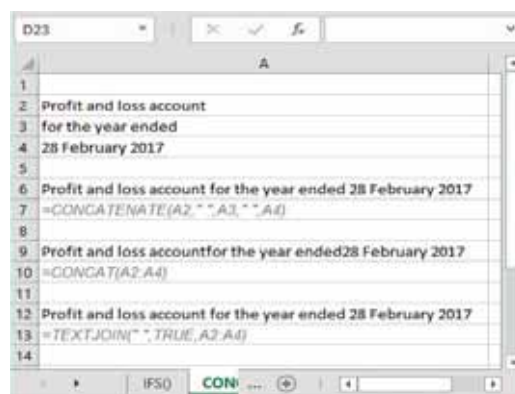 D23
fx
A
1
2 Profit and loss account
3 for the year ended
4 28 February 2017
5
6 Profit and loss account for the year ended 28 February 2017
7 =CONCATENATE(A2," ",A3," ",A4)
8
9 Profit and loss accountfor the year ended28 February 2017
10 =CONCAT(A2:A4)
11
12 Profit and loss account for the year ended 28 February 2017
13 =TEXTJOIN(" ",TRUE,A2:A4)
14
IFS() CON ...